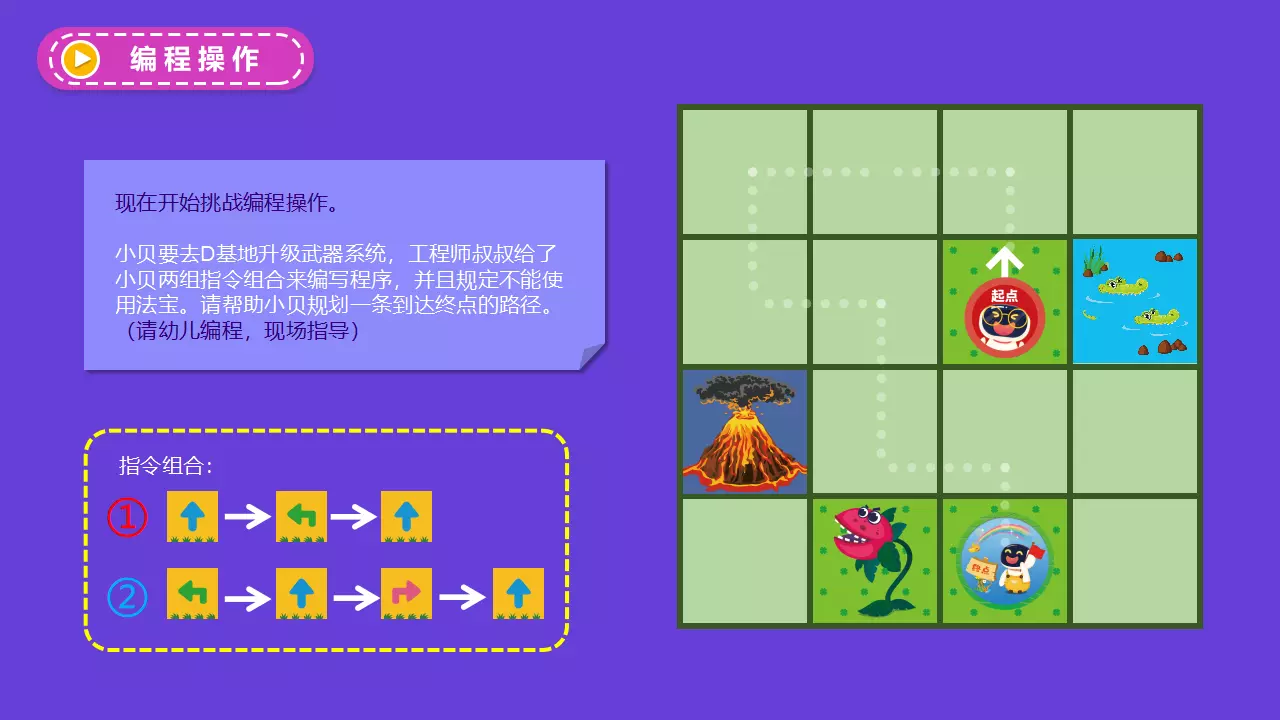 编程操作
现在开始挑战编程操作。
小贝要去D基地升级武器系统，工程师叔叔给了
小贝两组指令组合来编写程序，并且规定不能使
用法宝。请帮助小贝规划一条到达终点的路径。
（请幼儿编程，现场指导）
指令组合：
①
②
起点
终点